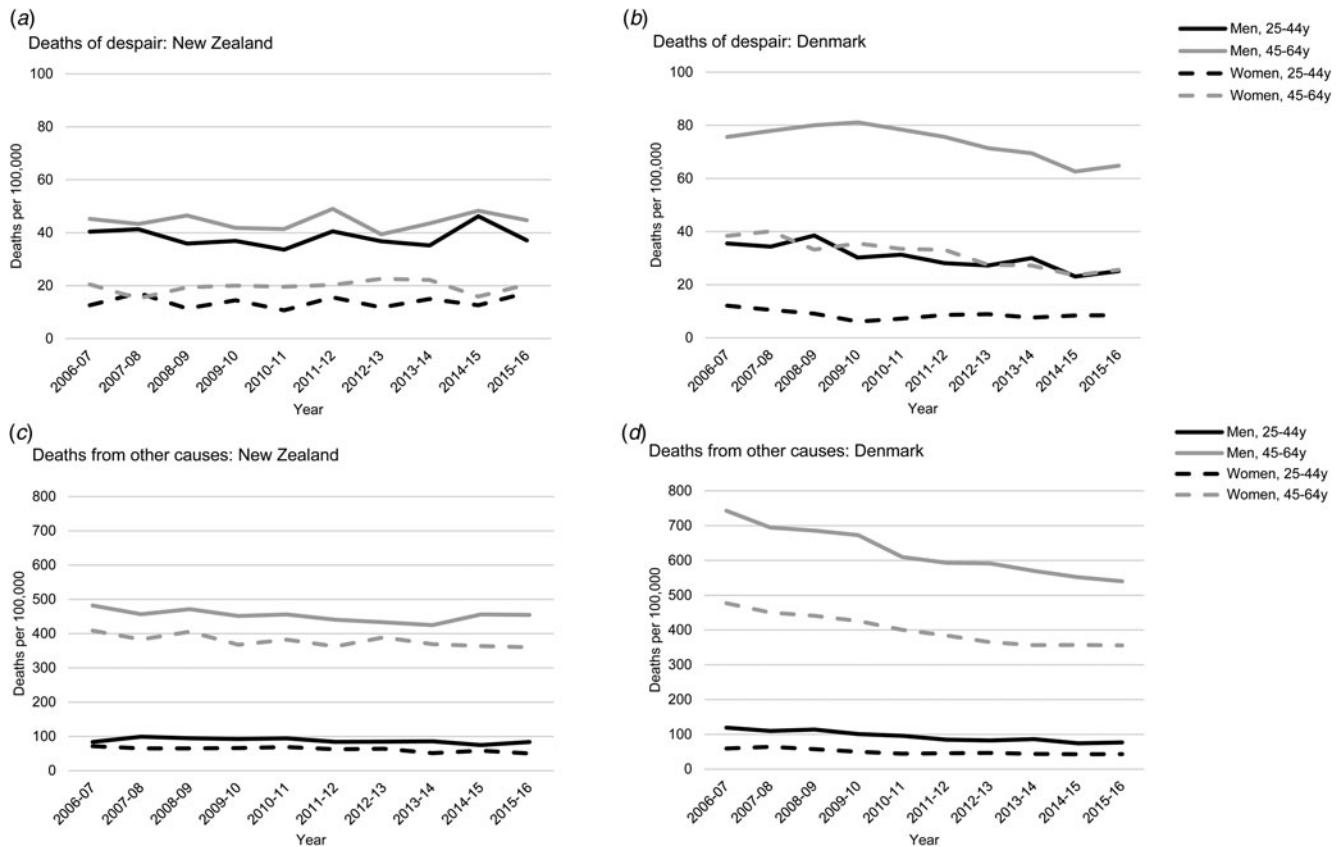 (a)
Deaths of despair: New Zealand
100
80
60
40
20
0
Deaths per 100,000
2006-07
2007-08
2008-09
2009-10
2010-11
2011-12
2012-13
2013-14
2014-15
2015-16
Year
(b)
Deaths of despair: Denmark
100
80
60
40
20
0
Deaths per 100,000
2006-07
2007-08
2008-09
2009-10
2010-11
2011-12
2012-13
2013-14
2014-15
2015-16
Year
Men, 25-44y
Men, 45-64y
Women, 25-44y
Women, 45-64y
(c)
Deaths from other causes: New Zealand
800
700
600
500
400
300
200
100
0
Deaths per 100,000
2006-07
2007-08
2008-09
2009-10
2010-11
2011-12
2012-13
2013-14
2014-15
2015-16
Year
(d)
Deaths from other causes: Denmark
800
700
600
500
400
300
200
100
0
Deaths per 100,000
2006-07
2007-08
2008-09
2009-10
2010-11
2011-12
2012-13
2013-14
2014-15
2015-16
Year
Men, 25-44y
Men, 45-64y
Women, 25-44y
Women, 45-64y